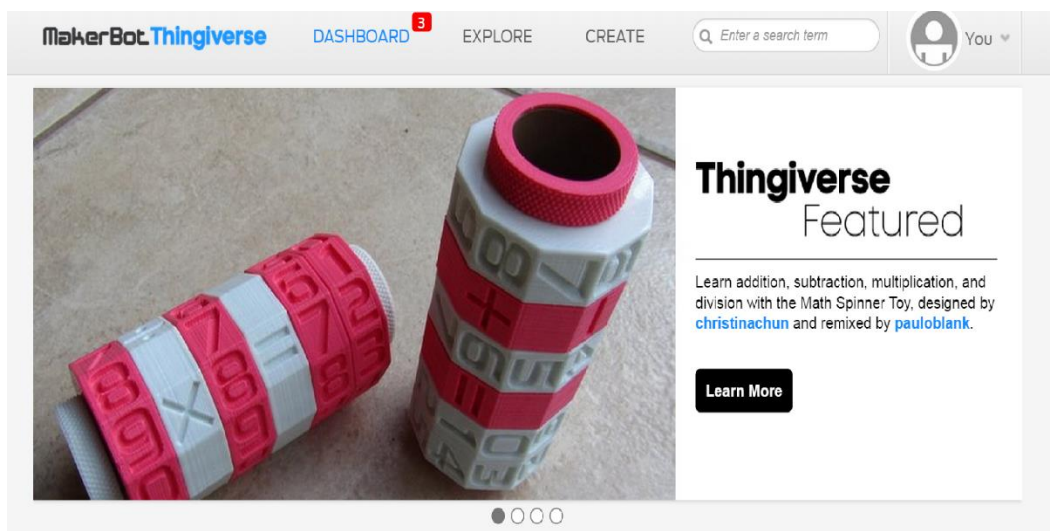 MakerBot Thingiverse
DASHBOARD 3
EXPLORE
CREATE
Enter a search term
You
Thingiverse
Featured
Learn addition, subtraction, multiplication, and
division with the Math Spinner Toy, designed by
christinachun and remixed by pauloblank.
Learn More